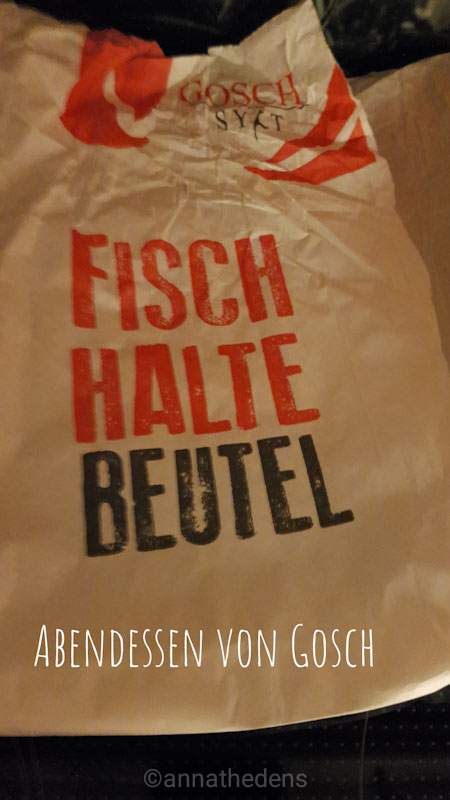 GOSCH
SYLT
FISCH
HALTE
BEUTEL
ABENDESSEN VON GOSCH
©annathedens